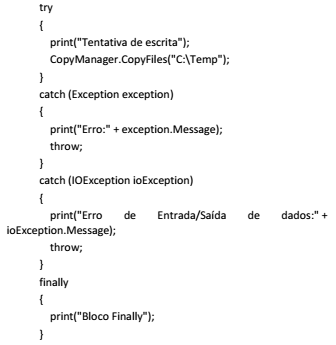 try
{
print("Tentativa de escrita");
CopyManager.CopyFiles("C:\Temp");
}
catch (Exception exception)
{
print("Erro:" + exception.Message);
throw;
}
catch (IOException ioException)
{
print("Erro de Entrada/Saída de dados:" +
ioException.Message);
throw;
}
finally
{
print("Bloco Finally");
}